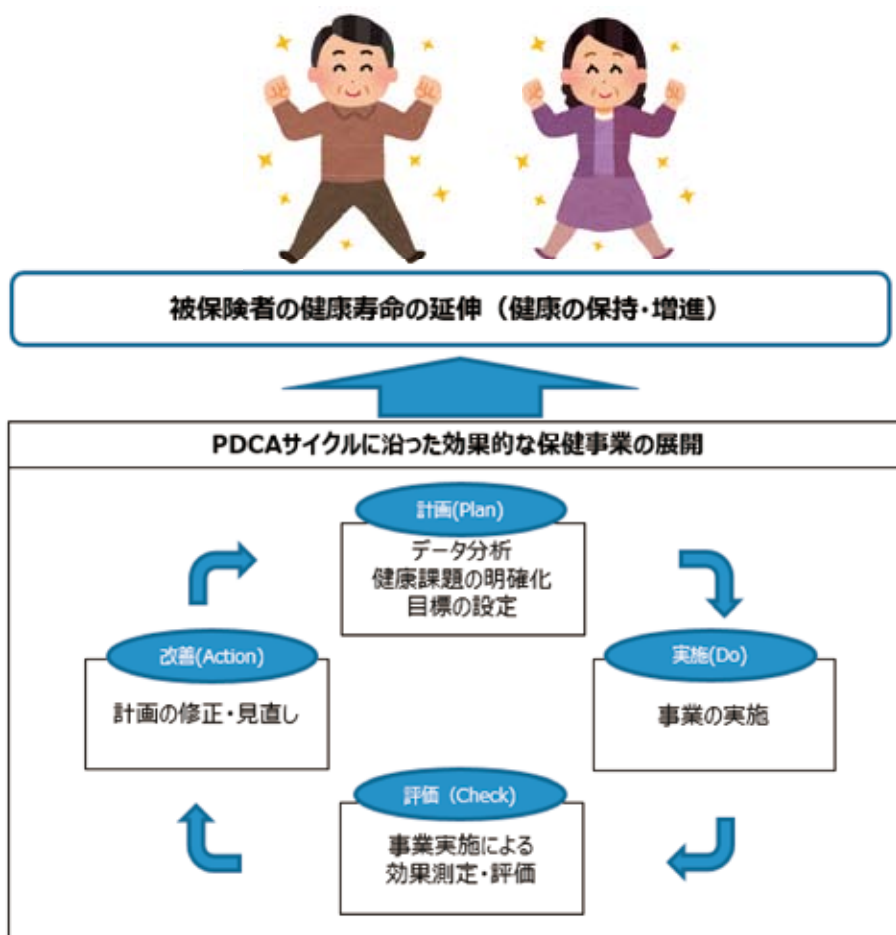 被保険者の健康寿命の延伸（健康の保持・増進）
PDCAサイクルに沿った効果的な保健事業の展開
計画(Plan)
データ分析
健康課題の明確化
目標の設定
改善(Action)
計画の修正・見直し
実施(Do)
事業の実施
評価（Check)
事業実施による
効果測定・評価